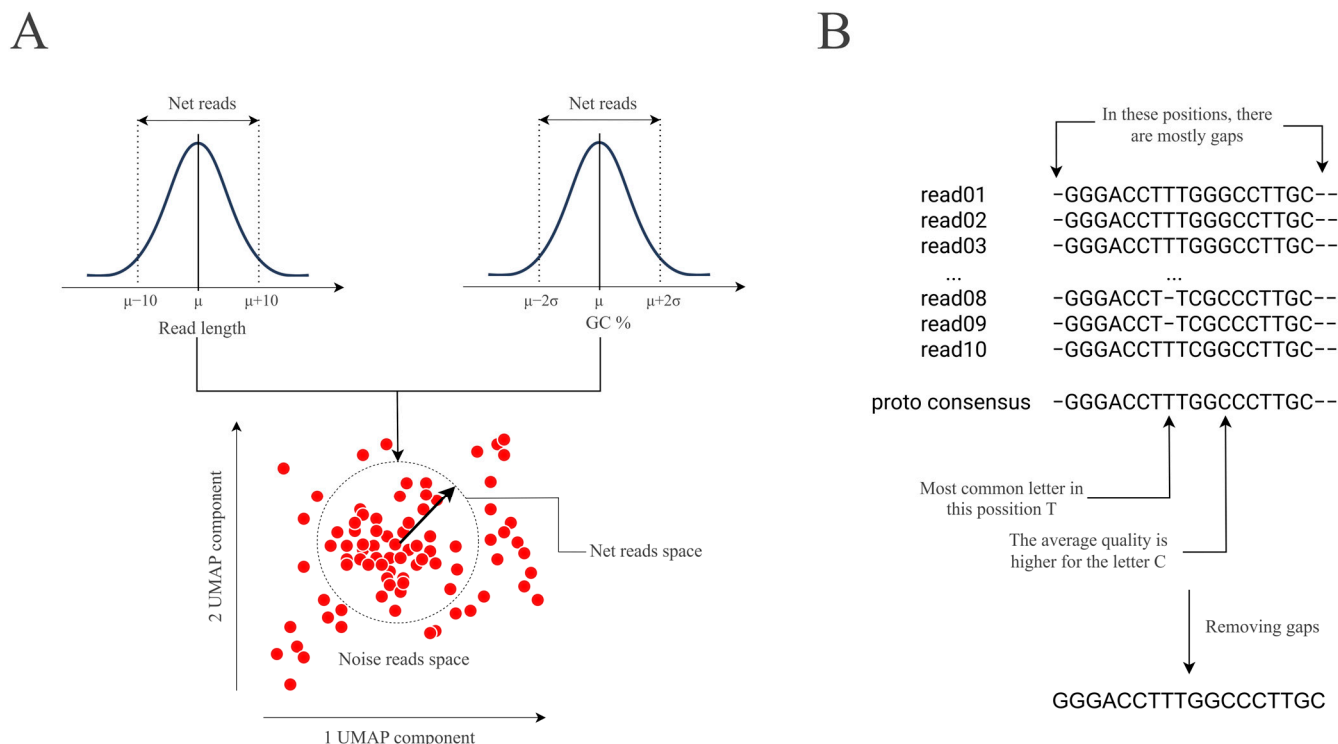 A
Net reads
μ−10 μ μ+10
Read length
Net reads
μ−2σ μ μ+2σ
GC %
2 UMAP component
Net reads space
Noise reads space
1 UMAP component
B
In these positions, there
are mostly gaps
read01 -GGGACCTTTGGGCCTTGC--
read02 -GGGACCTTTGGGCCTTGC--
read03 -GGGACCTTTGGGCCTTGC--
... ...
read08 -GGGACCT-TCGCCCTTGC--
read09 -GGGACCT-TCGCCCTTGC--
read10 -GGGACCTTTCGGCCTTGC--
proto consensus -GGGACCTTTGGCCCTTGC--
Most common letter in
this possition T
The average quality is
higher for the letter C
Removing gaps
GGGACCTTTGGCCCTTGC